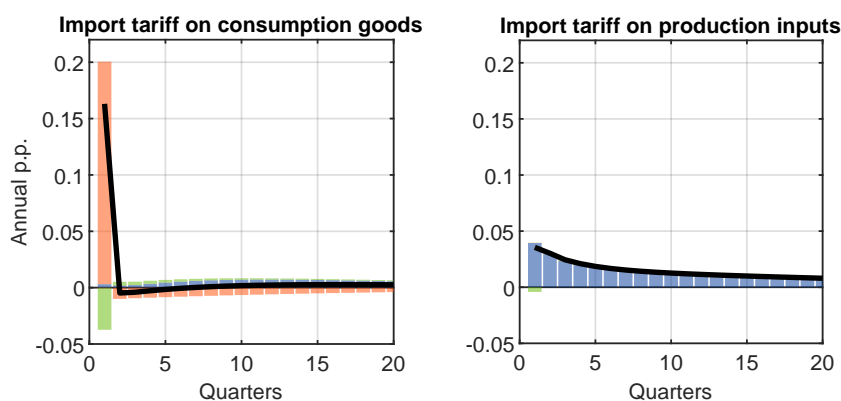 Import tariff on consumption goods
Annual p.p.
0.2
0.15
0.1
0.05
0
-0.05
0 5 10 15 20
Quarters
Import tariff on production inputs
0.2
0.15
0.1
0.05
0
-0.05
0 5 10 15 20
Quarters